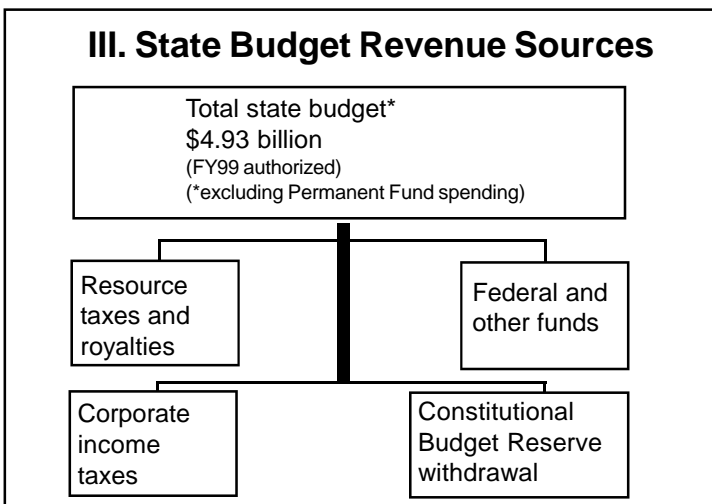 III. State Budget Revenue Sources
Total state budget*
$4.93 billion
(FY99 authorized)
(*excluding Permanent Fund spending)
Resource
taxes and
royalties
Federal and
other funds
Corporate
income
taxes
Constitutional
Budget Reserve
withdrawal